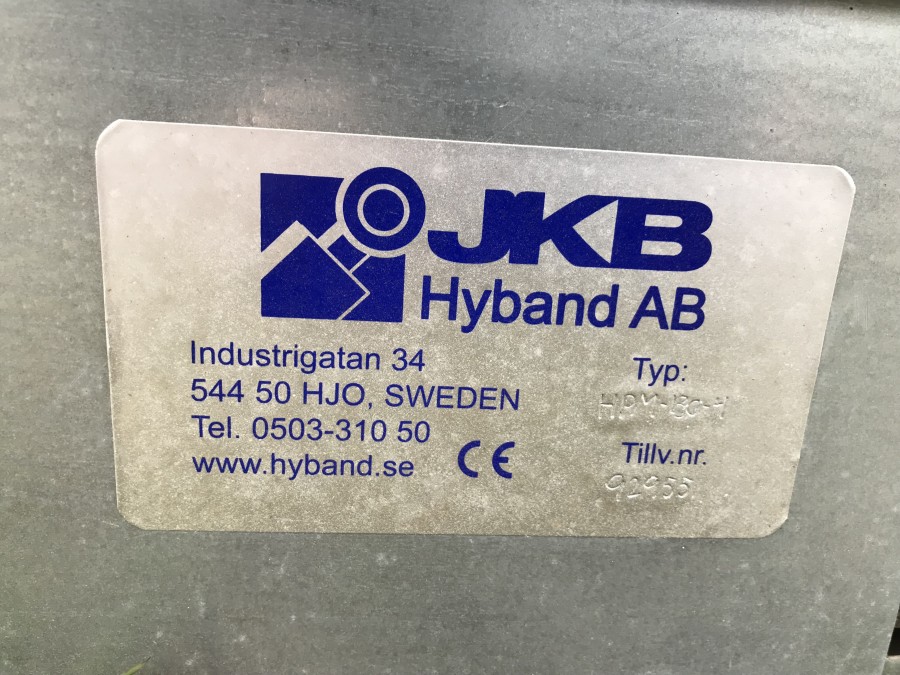 JKB
Hyband AB
Industrigatan 34
544 50 HJO, SWEDEN
Tel. 0503-310 50
www.hyband.se
CE
Typ:
Tillv.nr.
92955